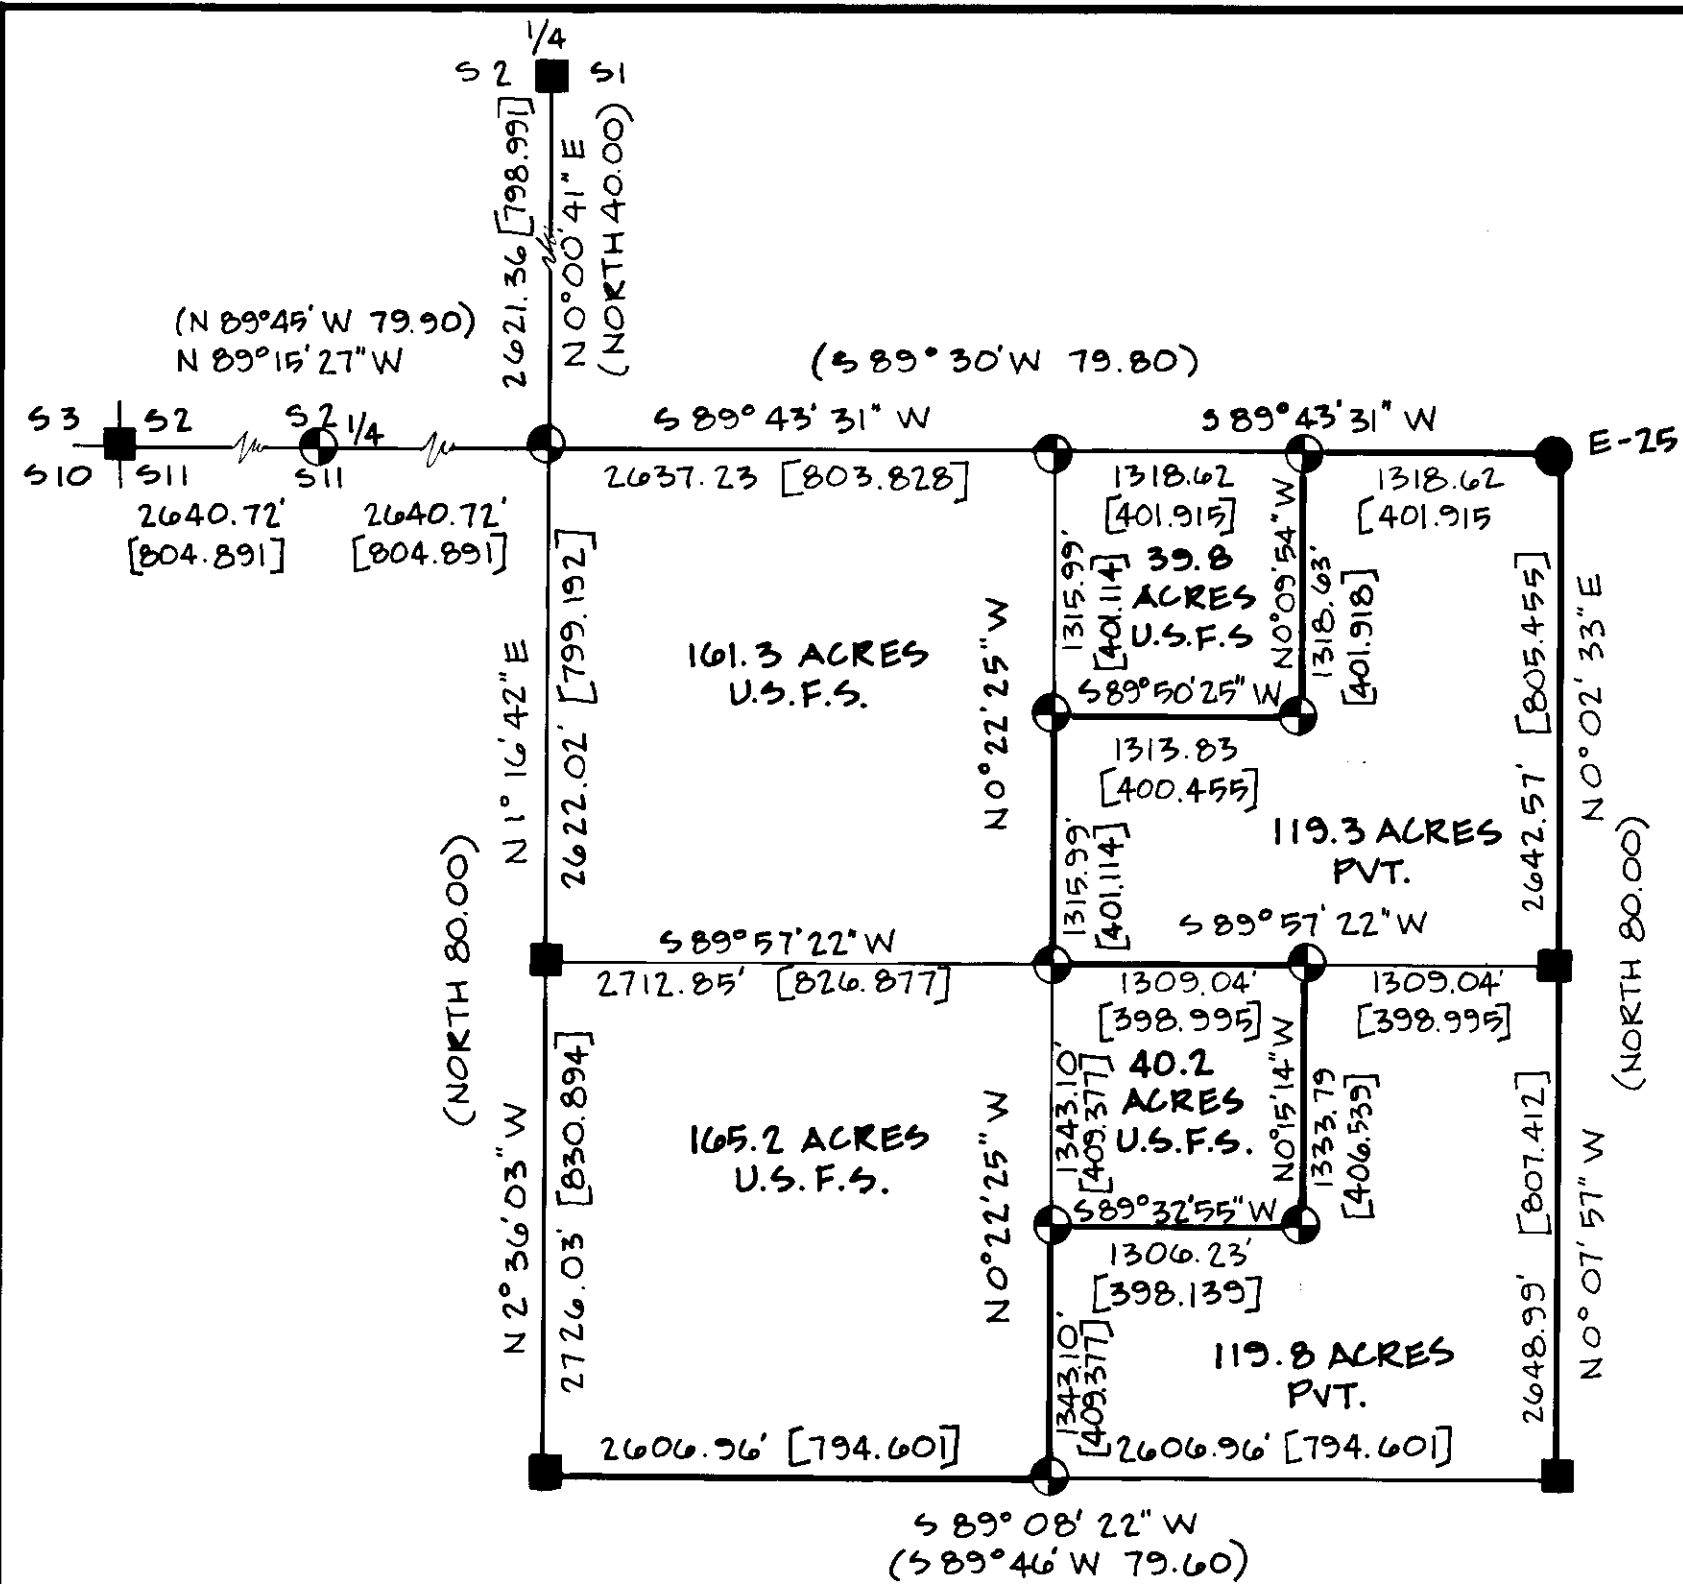 1/4
S 2 S1
2621.36 [798.991]
N 0°00'41" E
(NORTH 40.00)
(N 89°45' W 79.90)
N 89°15'27" W
(S 89° 30' W 79.80)
S 3 S2 S2 1/4
S10 S11 S11
2640.72' 2640.72'
[804.891] [804.891]
S 89° 43' 31" W
2637.23 [803.828]
S 89° 43' 31" W
E-25
1318.62
[401.915]
1318.62
[401.915
N 1° 16' 42" E
2622.02' [799.192]
161.3 ACRES
U.S.F.S.
N 0° 22' 25" W
1315.99'
[401.114]
39.8
ACRES
U.S.F.S
N 0° 09' 54" W
1318.63'
[401.918]
S 89° 50' 25" W
1313.83
[400.455]
1315.99'
[401.114]
119.3 ACRES
PVT.
2642.57' [805.455]
N 0° 02' 33" E
(NORTH 80.00)
(NORTH 80.00)
S 89° 57' 22" W
2712.85' [826.877]
S 89° 57' 22" W
1309.04'
[398.995]
1309.04'
[398.995]
N 2° 36' 03" W
2726.03' [830.894]
165.2 ACRES
U.S.F.S.
N 0° 22' 25" W
1343.10'
[409.377]
40.2
ACRES
U.S.F.S.
N 0° 15' 14" W
1333.79
[406.539]
S 89° 32' 55" W
1306.23'
[398.139]
1343.10'
[409.377]
119.8 ACRES
PVT.
2648.99' [807.412]
N 0° 07' 57" W
2606.96' [794.601]
2606.96' [794.601]
S 89° 08' 22" W
(S 89° 46' W 79.60)